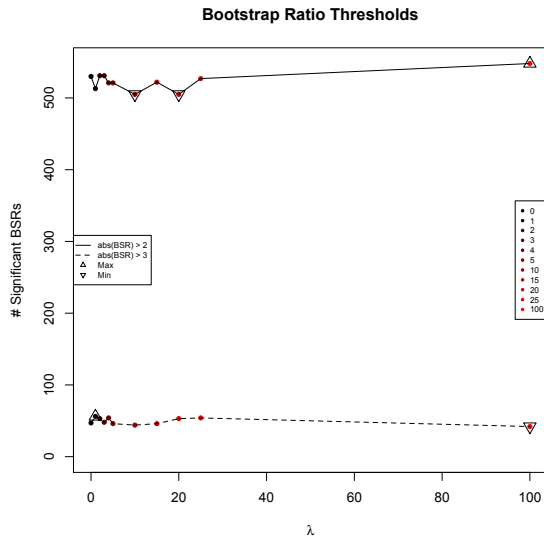 Bootstrap Ratio Thresholds
# Significant BSRs
500
400
300
200
100
0
abs(BSR) > 2
abs(BSR) > 3
Max
Min
0
1
2
3
4
5
10
15
20
25
100
0 20 40 60 80 100
λ